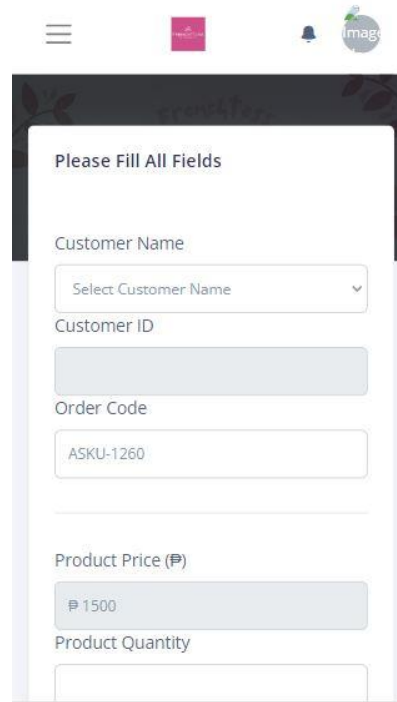 Image
Please Fill All Fields
Customer Name
Select Customer Name
Customer ID
Order Code
ASKU-1260
Product Price (₱)
₱ 1500
Product Quantity